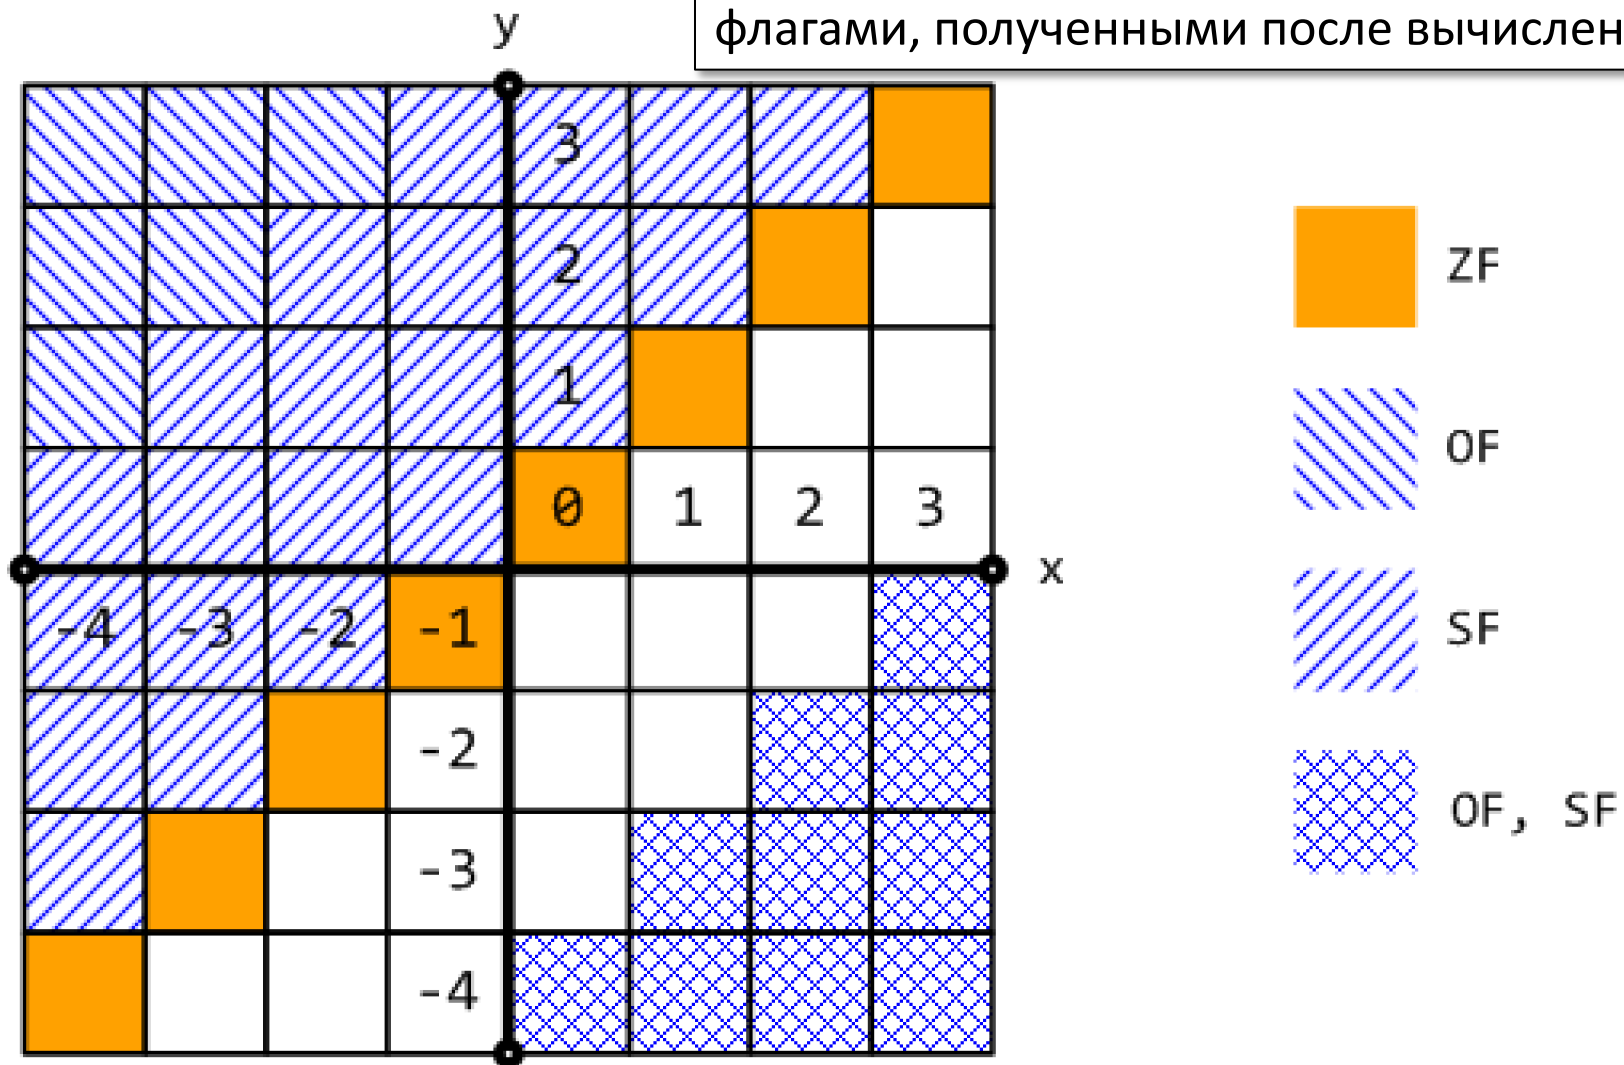 y
флагами, полученными после вычислен
3
2
1
0 1 2 3
x
-4 -3 -2 -1
-2
-3
-4
ZF
OF
SF
OF, SF